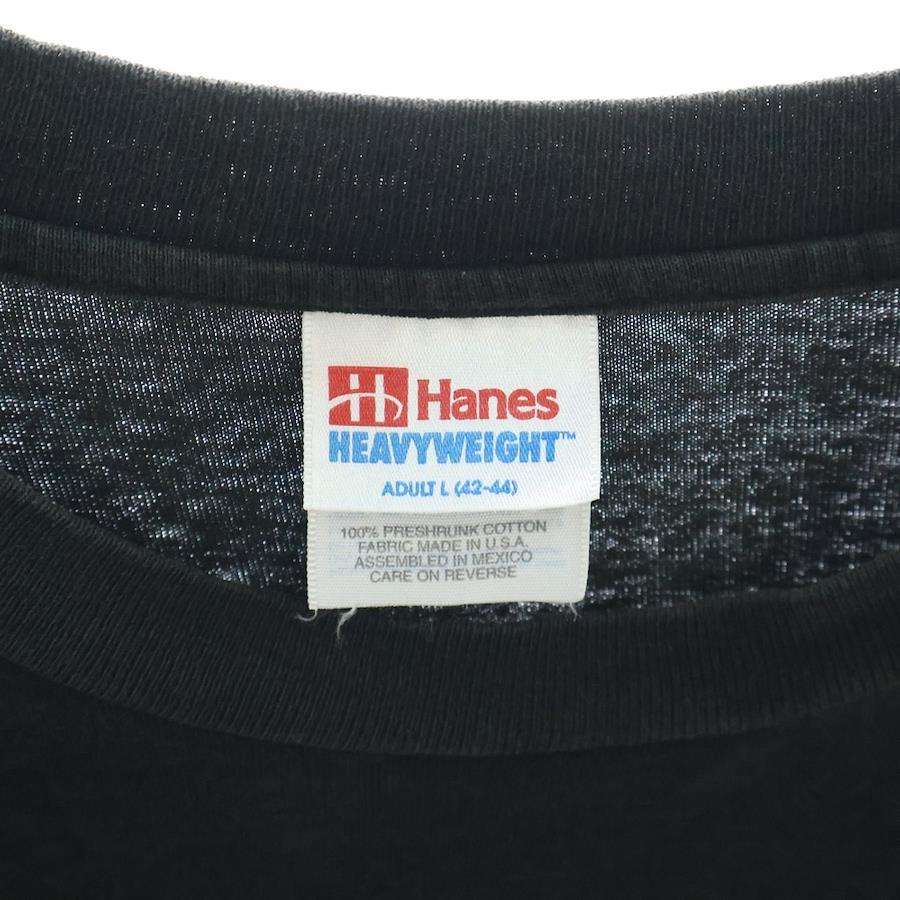 H Hanes
HEAVYWEIGHT™
ADULT L (42-44)
100% PRESHRUNK COTTON
FABRIC MADE IN U.S.A.
ASSEMBLED IN MEXICO
CARE ON REVERSE